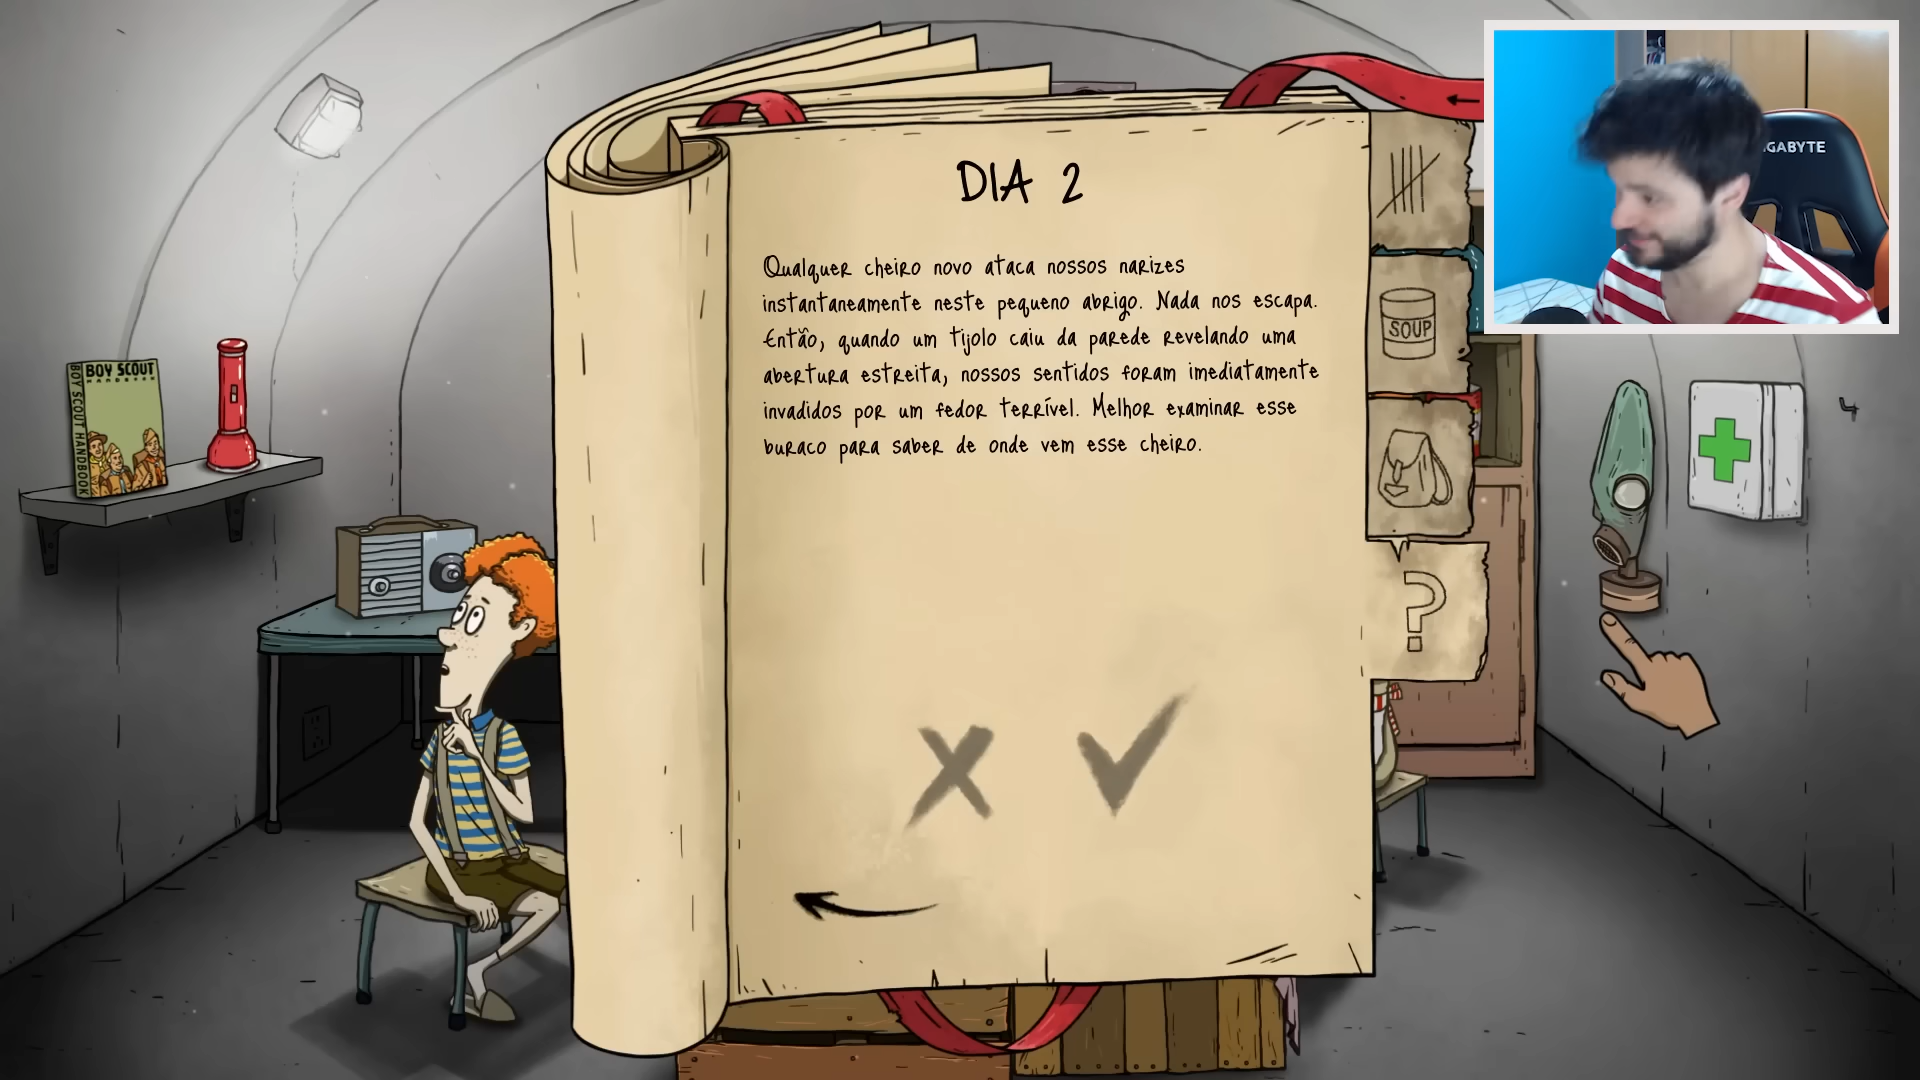 DIA 2
Qualquer cheiro novo ataca nossos narizes
instantaneamente neste pequeno abrigo. Nada nos escapa.
Então, quando um tijolo caiu da parede revelando uma
abertura estreita, nossos sentidos foram imediatamente
invadidos por um fedor terrível. Melhor examinar esse
buraco para saber de onde vem esse cheiro.
SOUP
?
BOY SCOUT
HANDBOOK
BOY SCOUT HANDBOOK
GABYTE